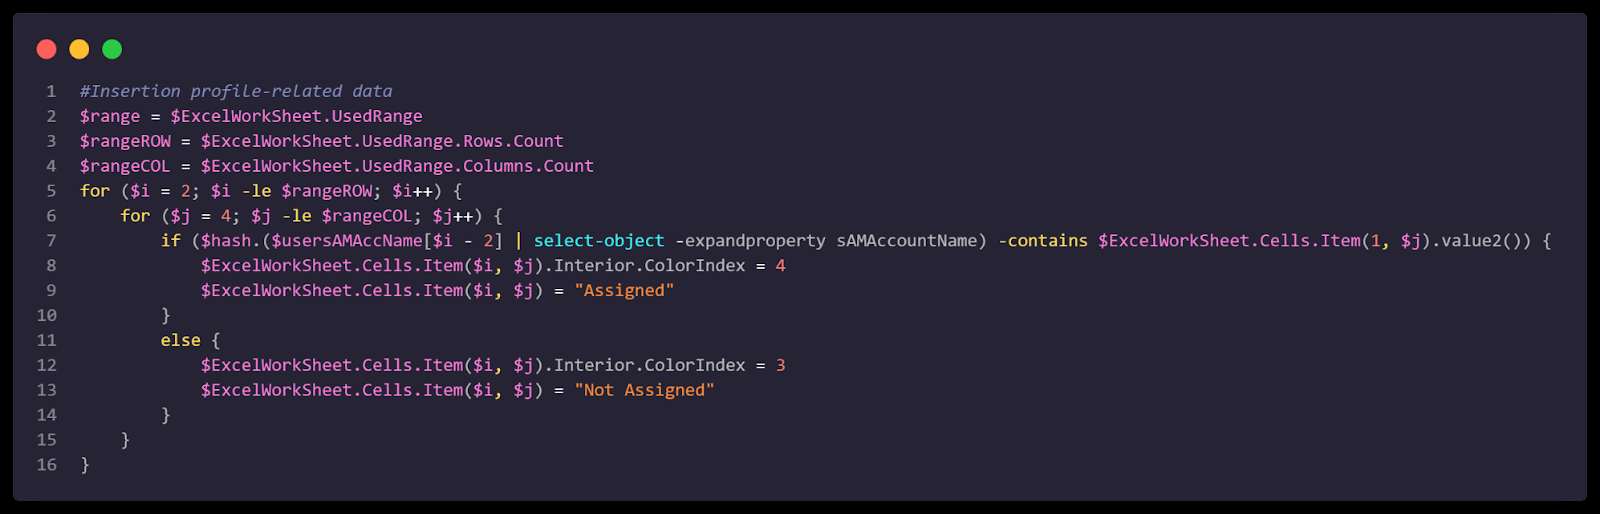 1 #Insertion profile-related data
2 $range = $ExcelWorkSheet.UsedRange
3 $rangeROW = $ExcelWorkSheet.UsedRange.Rows.Count
4 $rangeCOL = $ExcelWorkSheet.UsedRange.Columns.Count
5 for ($i = 2; $i -le $rangeROW; $i++) {
6     for ($j = 4; $j -le $rangeCOL; $j++) {
7         if ($hash.($usersAMAccName[$i - 2] | select-object -expandproperty sAMAccountName) -contains $ExcelWorkSheet.Cells.Item(1, $j).value2()) {
8             $ExcelWorkSheet.Cells.Item($i, $j).Interior.ColorIndex = 4
9             $ExcelWorkSheet.Cells.Item($i, $j) = "Assigned"
10         }
11         else {
12             $ExcelWorkSheet.Cells.Item($i, $j).Interior.ColorIndex = 3
13             $ExcelWorkSheet.Cells.Item($i, $j) = "Not Assigned"
14         }
15     }
16 }